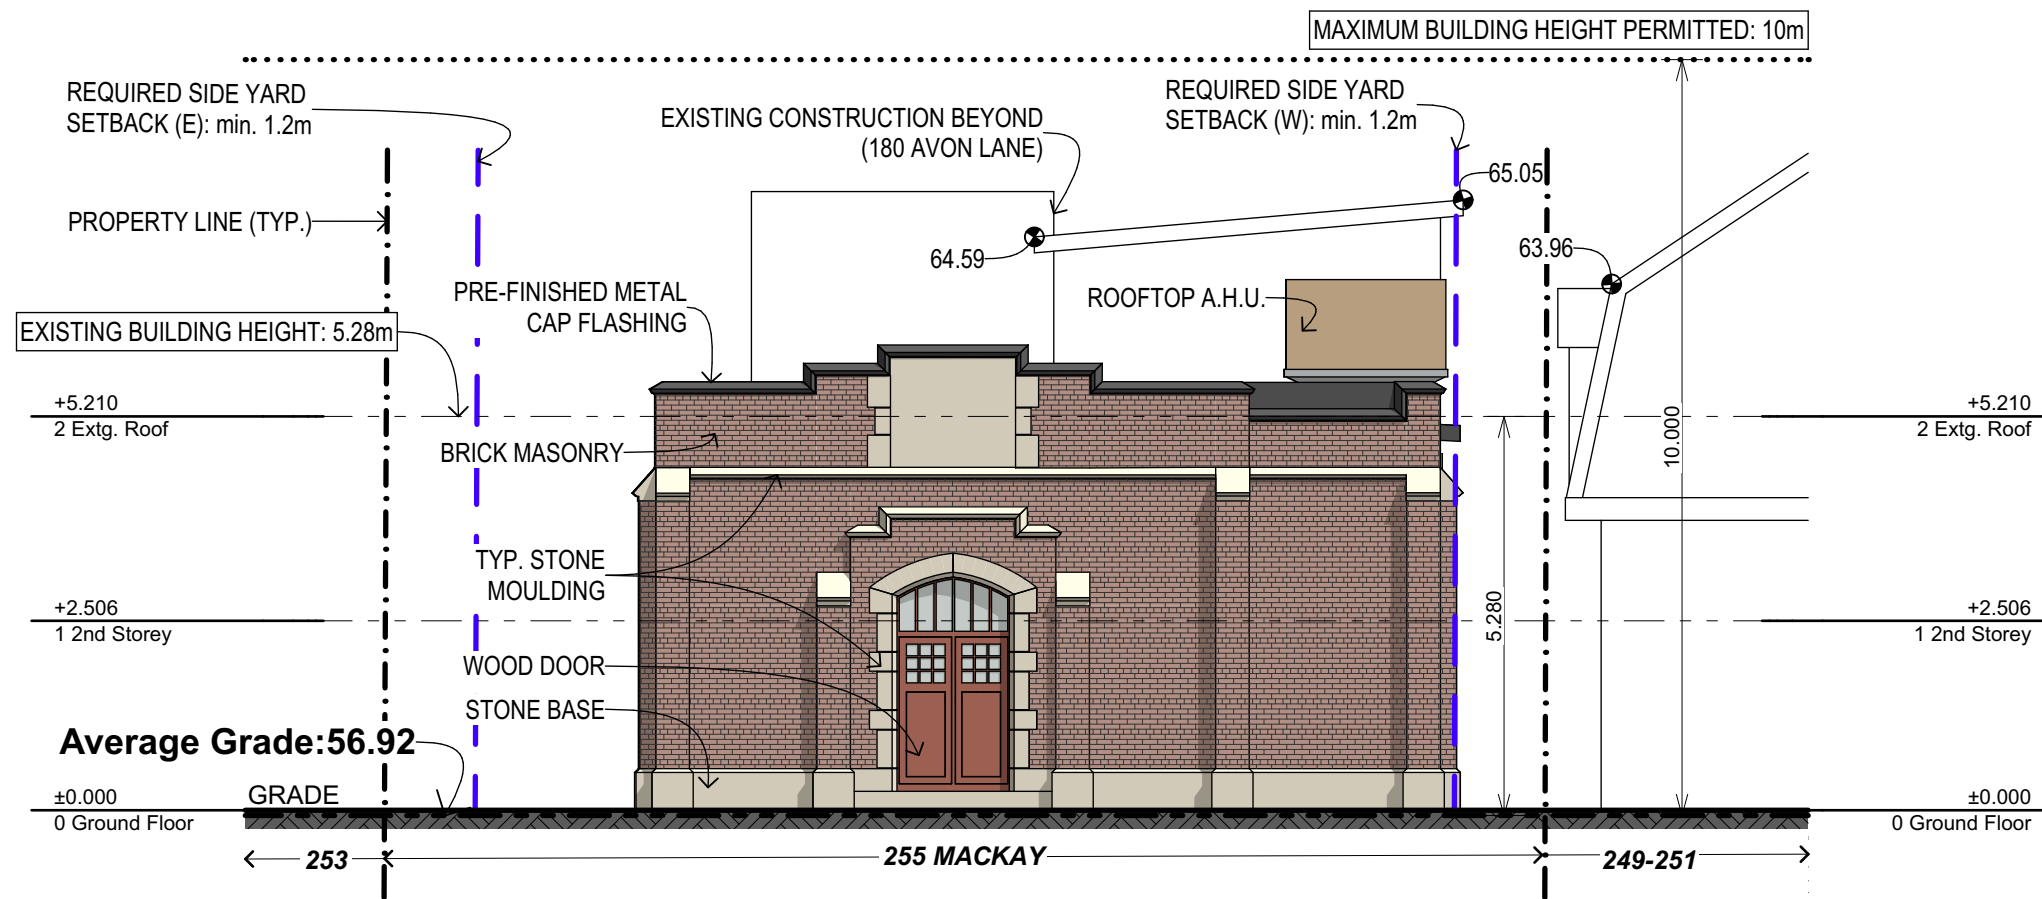 MAXIMUM BUILDING HEIGHT PERMITTED: 10m
REQUIRED SIDE YARD
SETBACK (E): min. 1.2m
EXISTING CONSTRUCTION BEYOND
(180 AVON LANE)
REQUIRED SIDE YARD
SETBACK (W): min. 1.2m
65.05
PROPERTY LINE (TYP.)
64.59
63.96
PRE-FINISHED METAL
CAP FLASHING
ROOFTOP A.H.U.
EXISTING BUILDING HEIGHT: 5.28m
+5.210
2 Extg. Roof
BRICK MASONRY
10.000
+5.210
2 Extg. Roof
TYP. STONE
MOULDING
+2.506
1 2nd Storey
5.280
+2.506
1 2nd Storey
WOOD DOOR
STONE BASE
Average Grade:56.92
GRADE
±0.000
0 Ground Floor
±0.000
0 Ground Floor
253
255 MACKAY
249-251